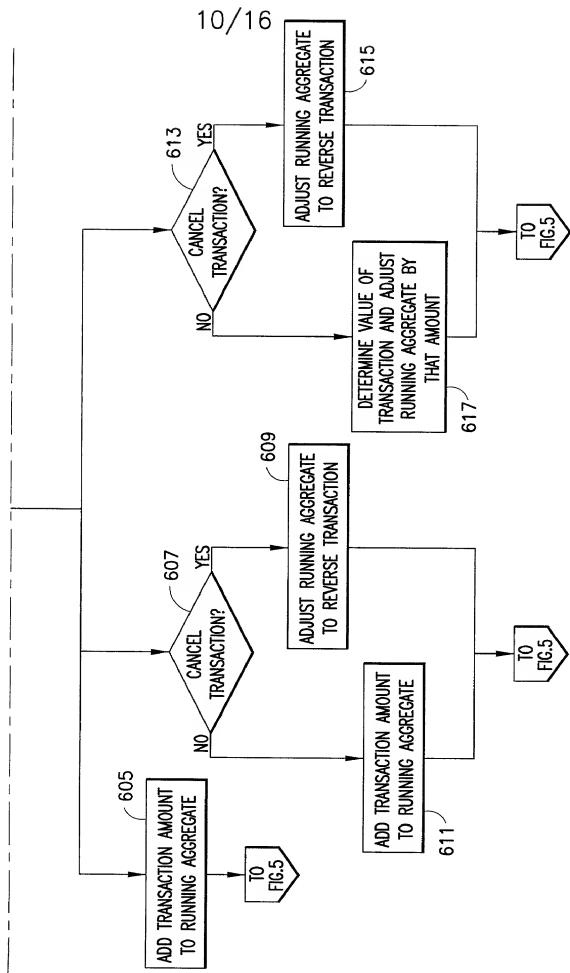 10/16
605
ADD TRANSACTION AMOUNT
TO RUNNING AGGREGATE
TO
FIG.5
607
CANCEL
TRANSACTION?
NO
YES
609
ADJUST RUNNING AGGREGATE
TO REVERSE TRANSACTION
ADD TRANSACTION AMOUNT
TO RUNNING AGGREGATE
611
TO
FIG.5
613
CANCEL
TRANSACTION?
NO
YES
615
ADJUST RUNNING AGGREGATE
TO REVERSE TRANSACTION
DETERMINE VALUE OF
TRANSACTION AND ADJUST
RUNNING AGGREGATE BY
THAT AMOUNT
617
TO
FIG.5